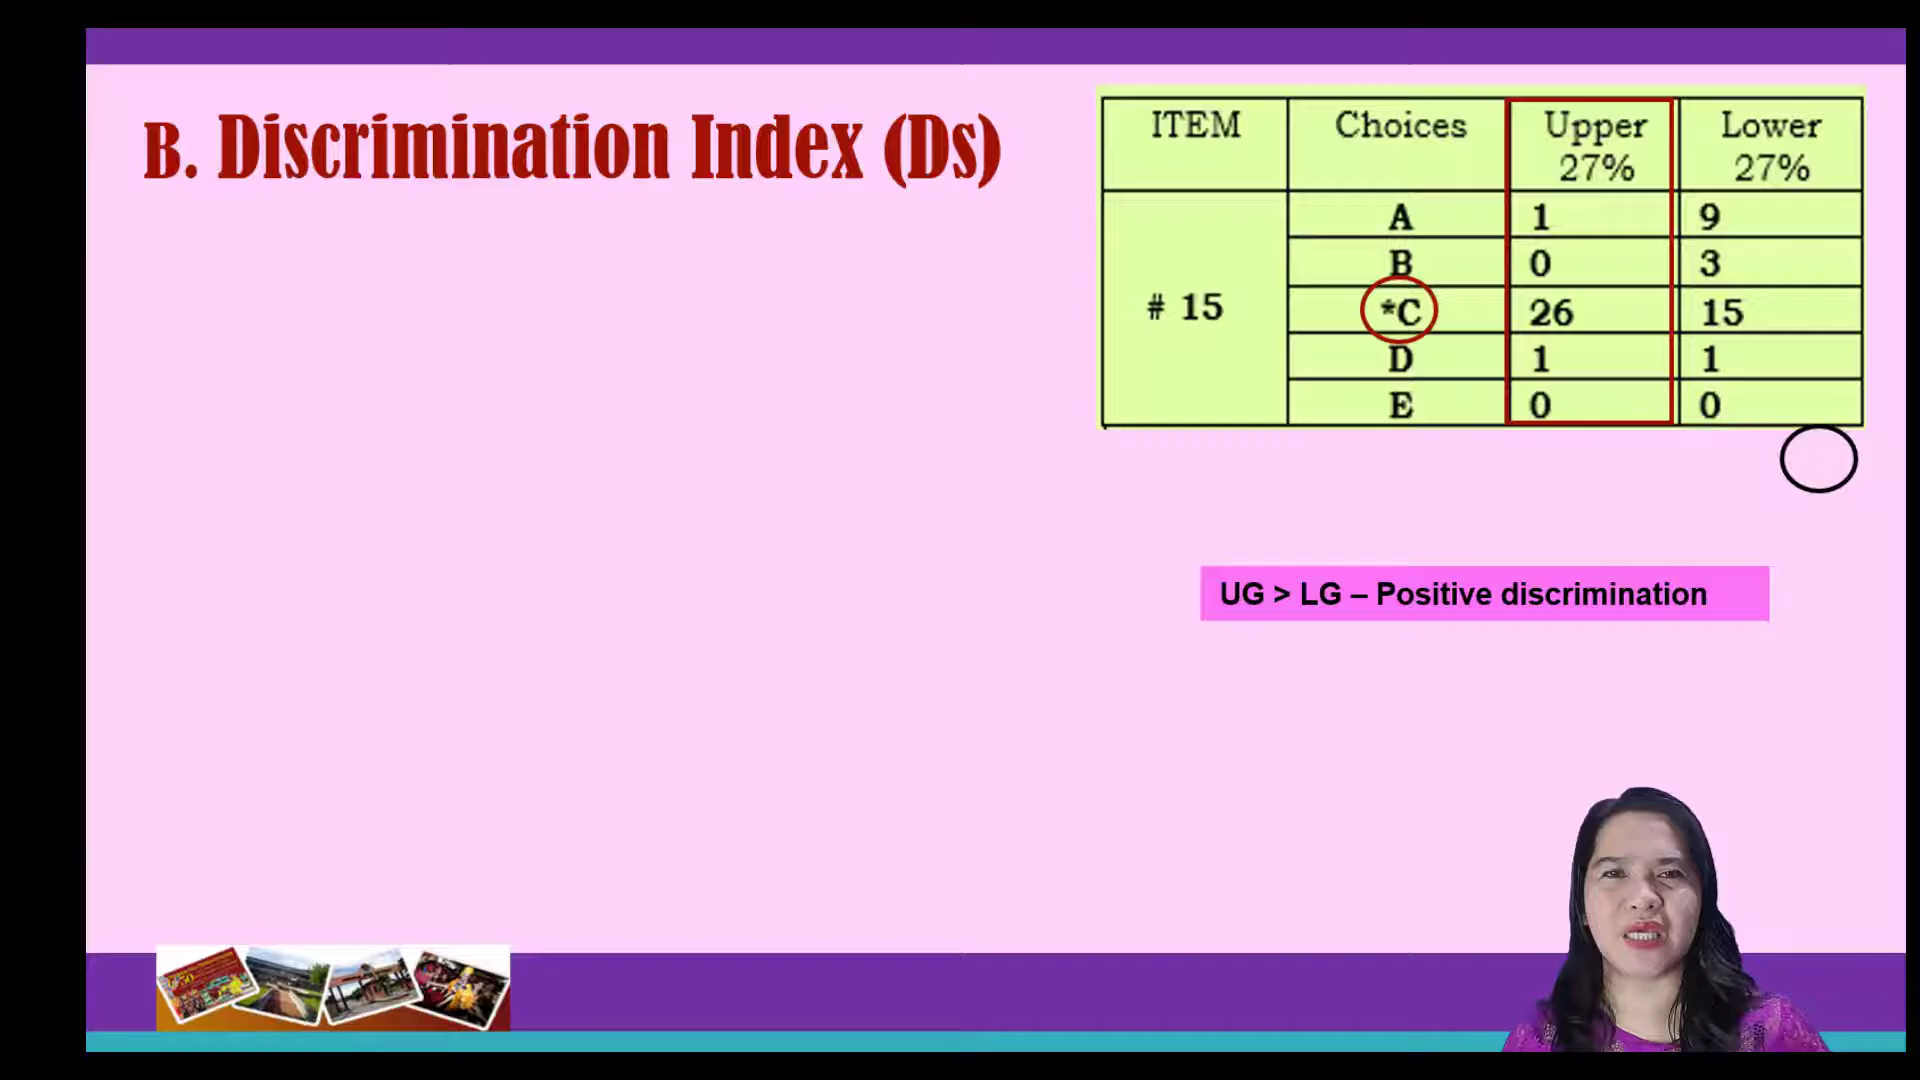 B. Discrimination Index (Ds)
ITEM Choices Upper 27% Lower 27%
# 15
A 1 9
B 0 3
*C 26 15
D 1 1
E 0 0
UG > LG – Positive discrimination